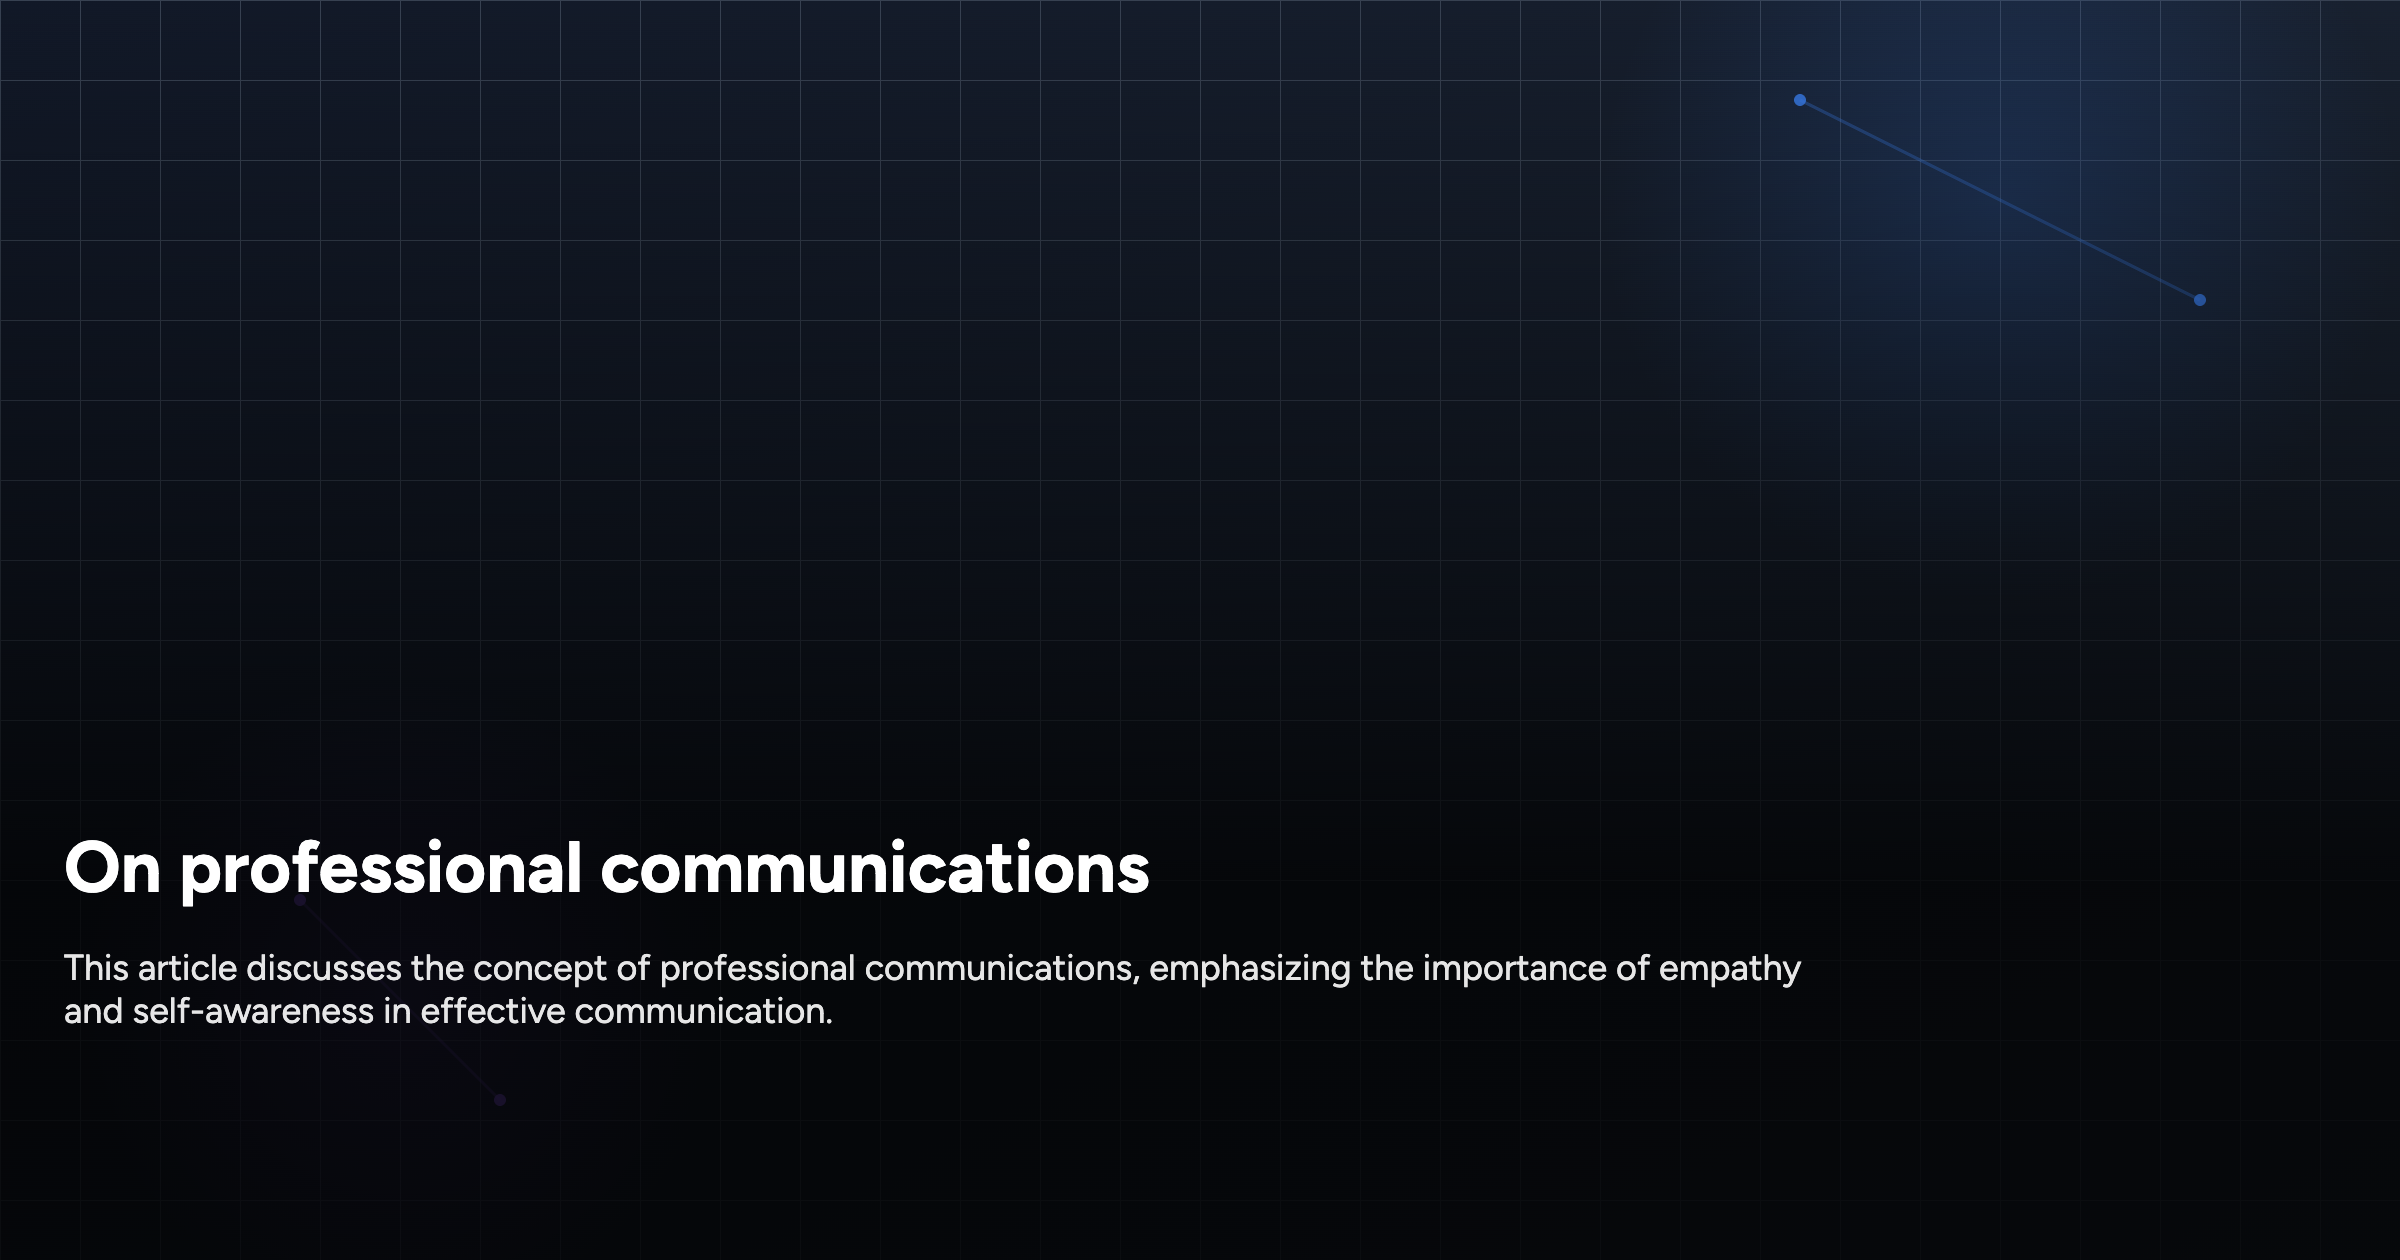 On professional communications
This article discusses the concept of professional communications, emphasizing the importance of empathy
and self-awareness in effective communication.